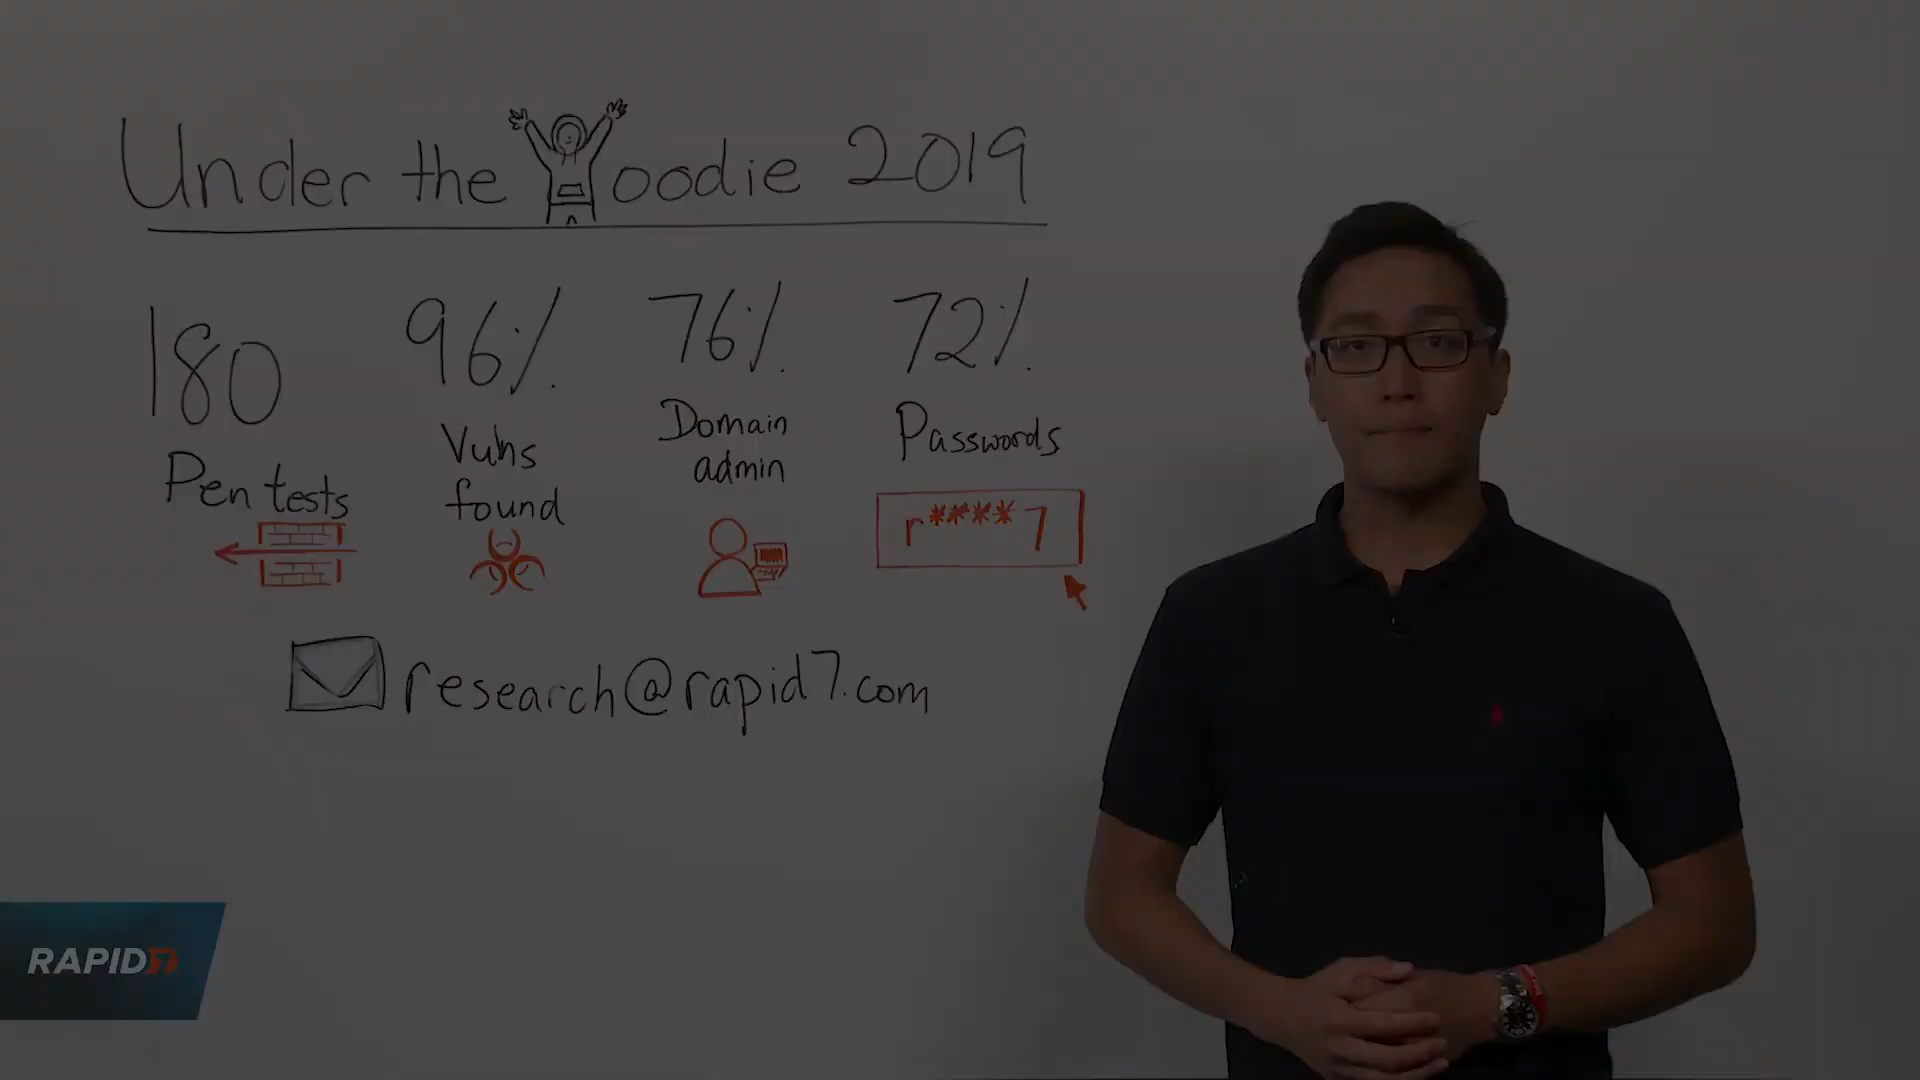 Under the Hoodie 2019
180
Pen tests
96%
Vulns
found
76%
Domain
admin
72%
Passwords
r****7
research@rapid7.com
RAPID7